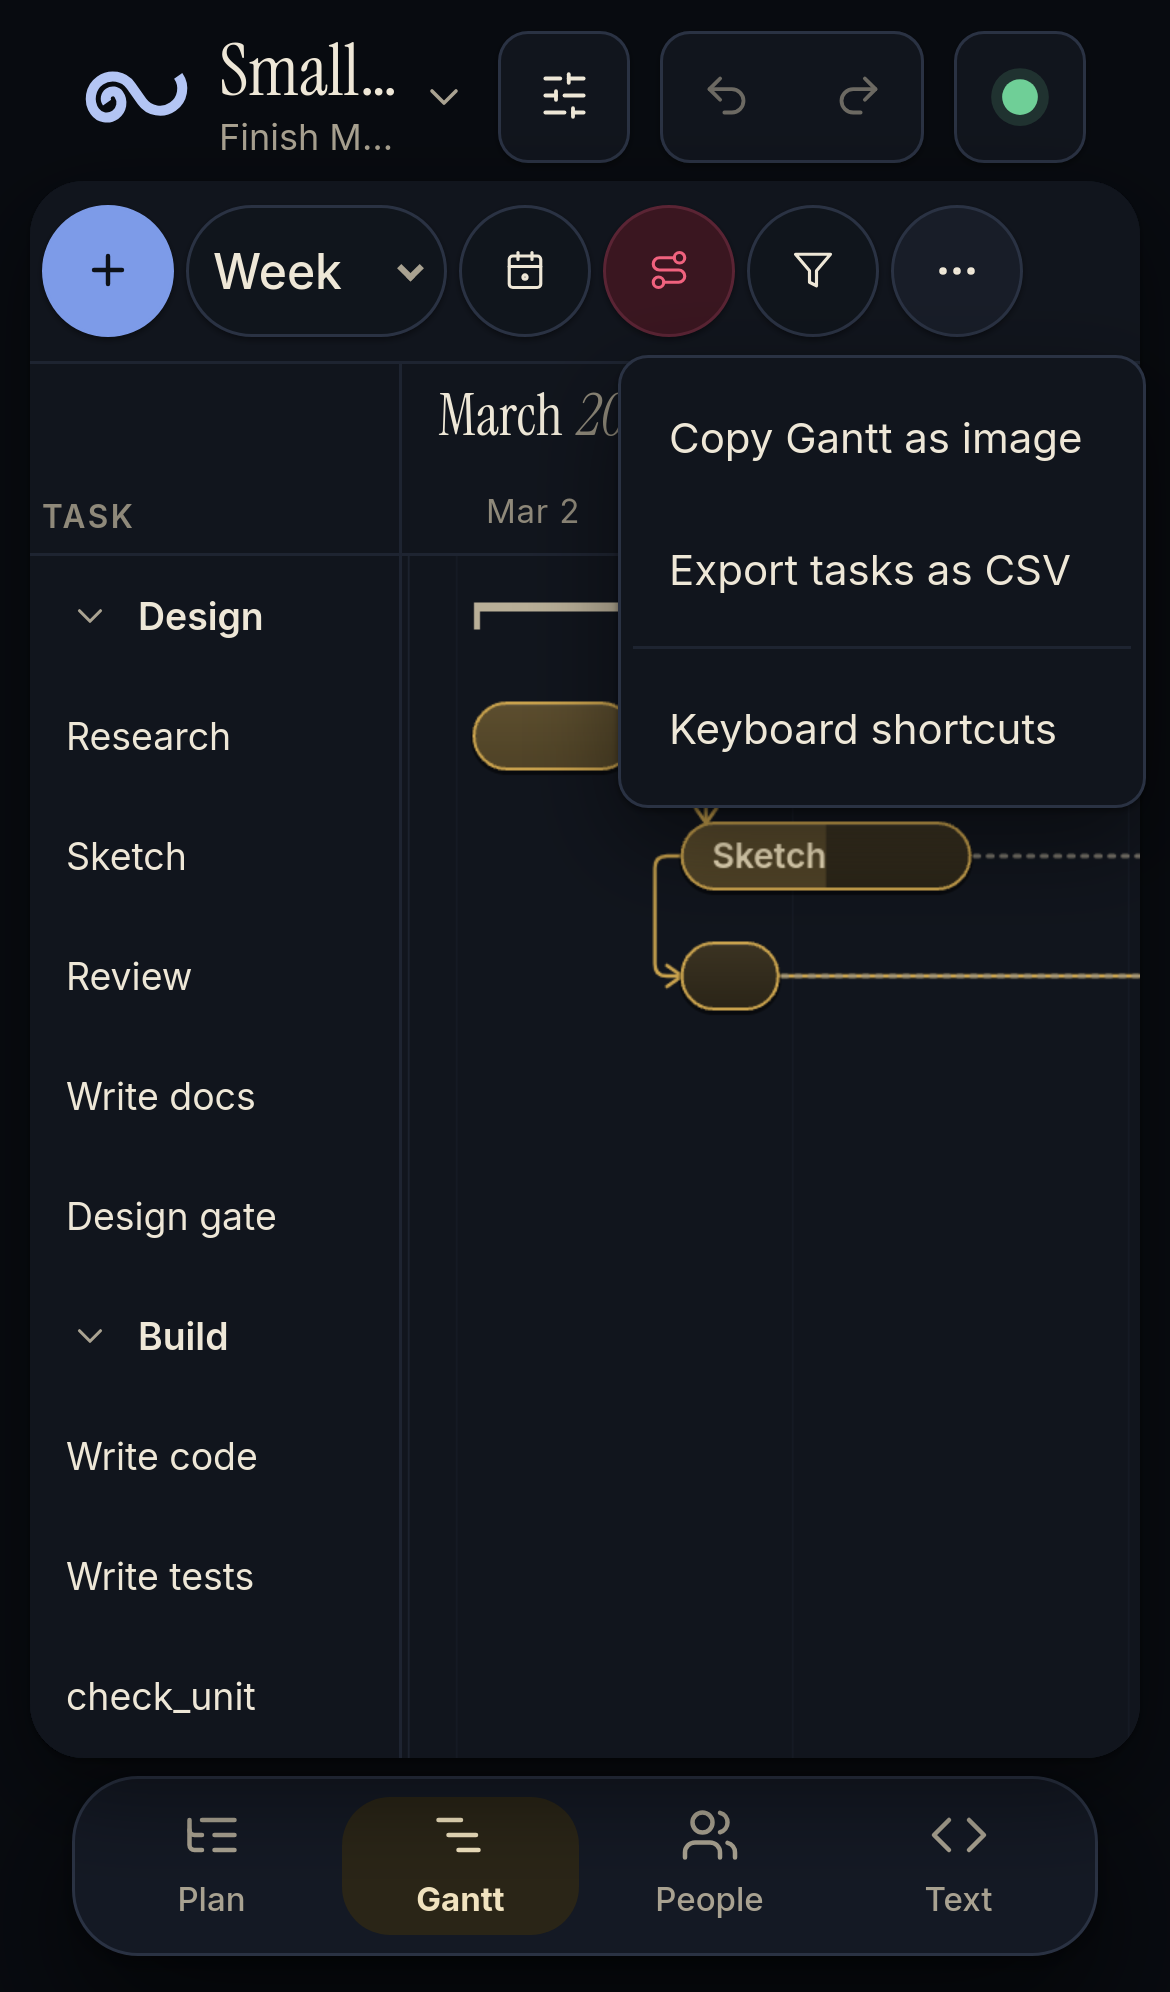 Small...
Finish M...
Week
March 20
Mar 2
TASK
Copy Gantt as image
Export tasks as CSV
Keyboard shortcuts
Design
Research
Sketch
Sketch
Review
Write docs
Design gate
Build
Write code
Write tests
check_unit
Plan
Gantt
People
Text